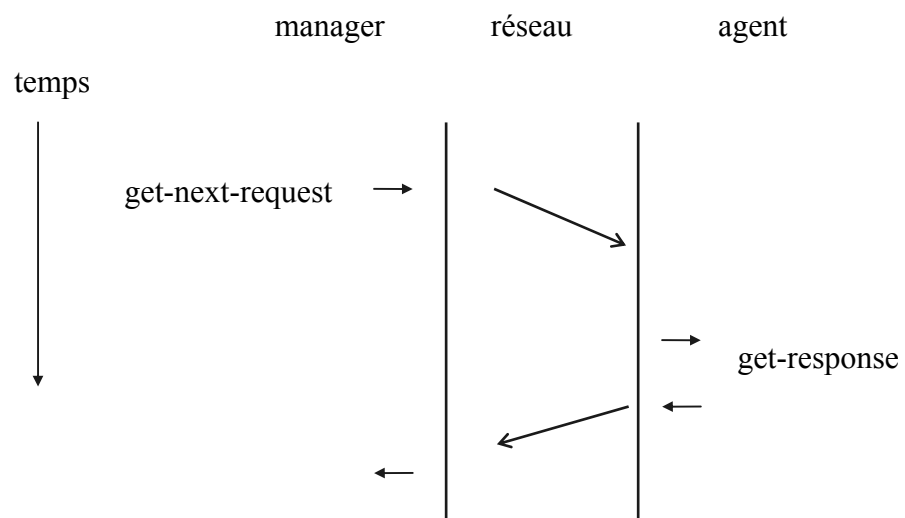 manager réseau agent
temps
get-next-request
get-response